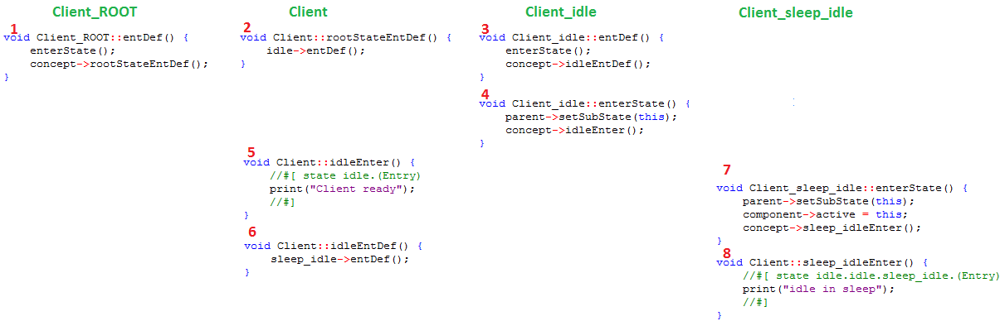 Client_ROOT
Client
Client_idle
Client_sleep_idle
1
void Client_ROOT::entDef() {
    enterState();
    concept->rootStateEntDef();
}
2
void Client::rootStateEntDef() {
    idle->entDef();
}
3
void Client_idle::entDef() {
    enterState();
    concept->idleEntDef();
}
4
void Client_idle::enterState() {
    parent->setSubState(this);
    concept->idleEnter();
}
5
void Client::idleEnter() {
    //#[ state idle.(Entry)
    print("Client ready");
    //#]
}
6
void Client::idleEntDef() {
    sleep_idle->entDef();
}
7
void Client_sleep_idle::enterState() {
    parent->setSubState(this);
    component->active = this;
    concept->sleep_idleEnter();
}
8
void Client::sleep_idleEnter() {
    //#[ state idle.idle.sleep_idle.(Entry)
    print("idle in sleep");
    //#]
}